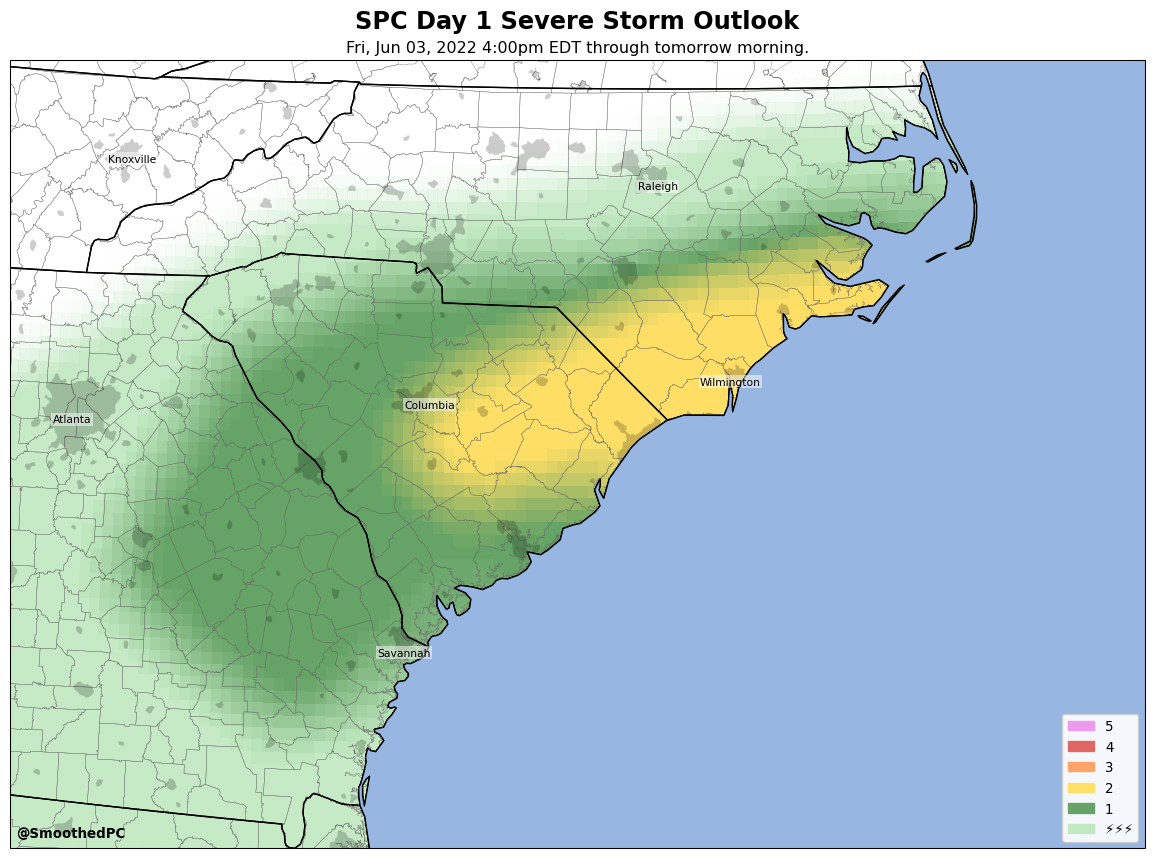 SPC Day 1 Severe Storm Outlook
Fri, Jun 03, 2022 4:00pm EDT through tomorrow morning.
Knoxville
Raleigh
Wilmington
Columbia
Atlanta
Savannah
5
4
3
2
1
⚡⚡⚡
@SmoothedPC